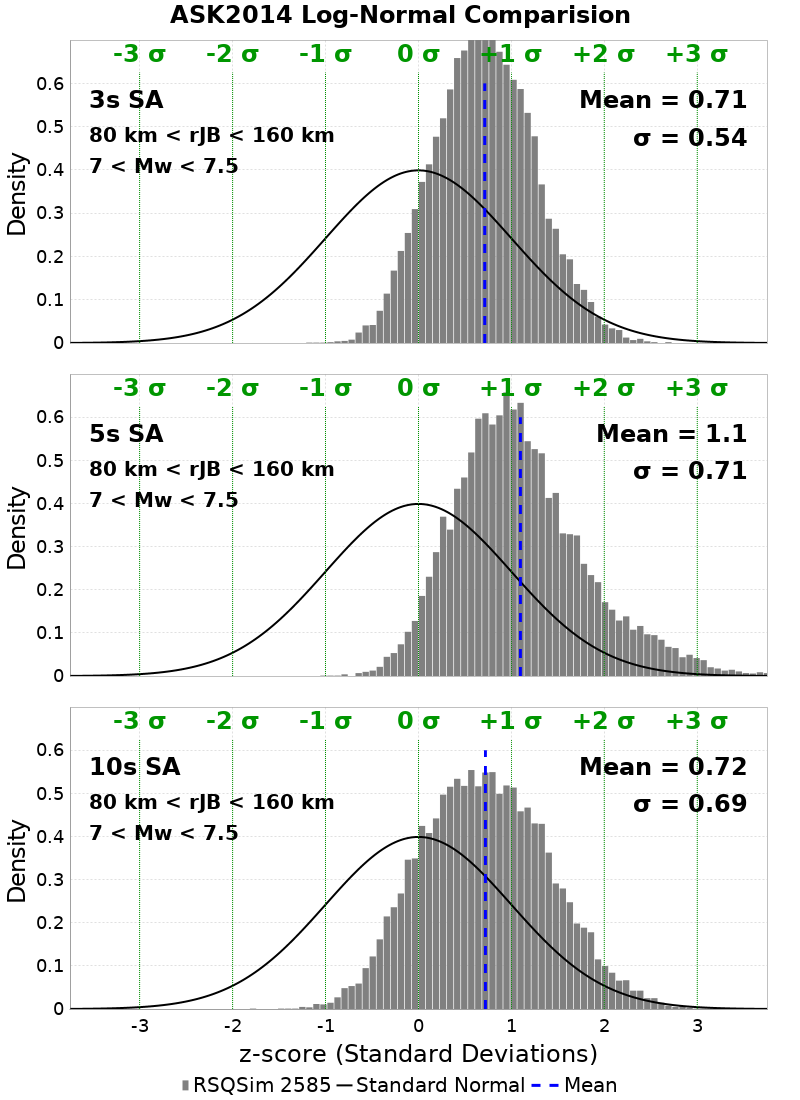 ASK2014 Log-Normal Comparision
-3 σ -2 σ -1 σ 0 σ +1 σ +2 σ +3 σ
0.6
3s SA
Mean = 0.71
0.5
80 km < rJB < 160 km
σ = 0.54
0.4
7 < Mw < 7.5
0.3
0.2
0.1
0
Density
-3 σ -2 σ -1 σ 0 σ +1 σ +2 σ +3 σ
0.6
5s SA
Mean = 1.1
0.5
80 km < rJB < 160 km
σ = 0.71
0.4
7 < Mw < 7.5
0.3
0.2
0.1
0
Density
-3 σ -2 σ -1 σ 0 σ +1 σ +2 σ +3 σ
0.6
10s SA
Mean = 0.72
0.5
80 km < rJB < 160 km
σ = 0.69
0.4
7 < Mw < 7.5
0.3
0.2
0.1
0
Density
-3 -2 -1 0 1 2 3
z-score (Standard Deviations)
RSQSim 2585 Standard Normal Mean